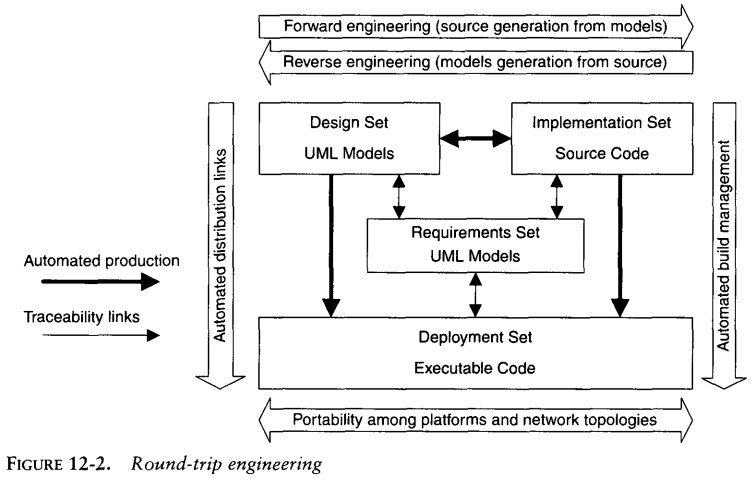 Forward engineering (source generation from models)
Reverse engineering (models generation from source)
Design Set
UML Models
Implementation Set
Source Code
Requirements Set
UML Models
Automated distribution links
Automated build management
Automated production
Traceability links
Deployment Set
Executable Code
Portability among platforms and network topologies
FIGURE 12-2. Round-trip engineering